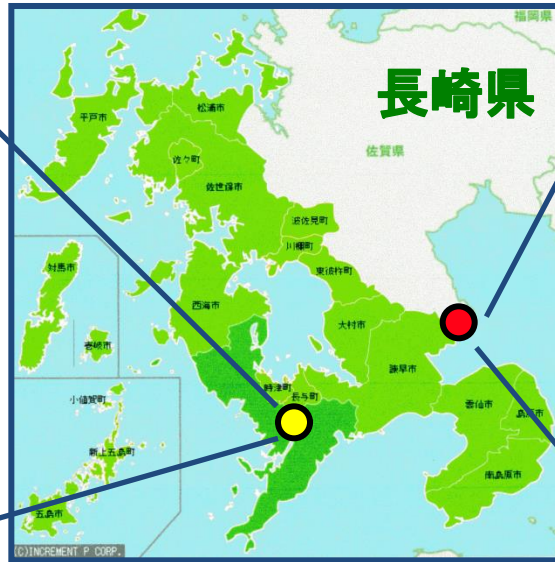 福岡県
長崎県
佐賀県
平戸市
松浦市
佐々町
佐世保市
波佐見町
川棚町
東彼杵町
対馬市
西海市
大村市
壱岐市
諫早市
時津町
長与町
小値賀町
雲仙市
島原市
新上五島町
南島原市
五島市
(C)INCREMENT P CORP.